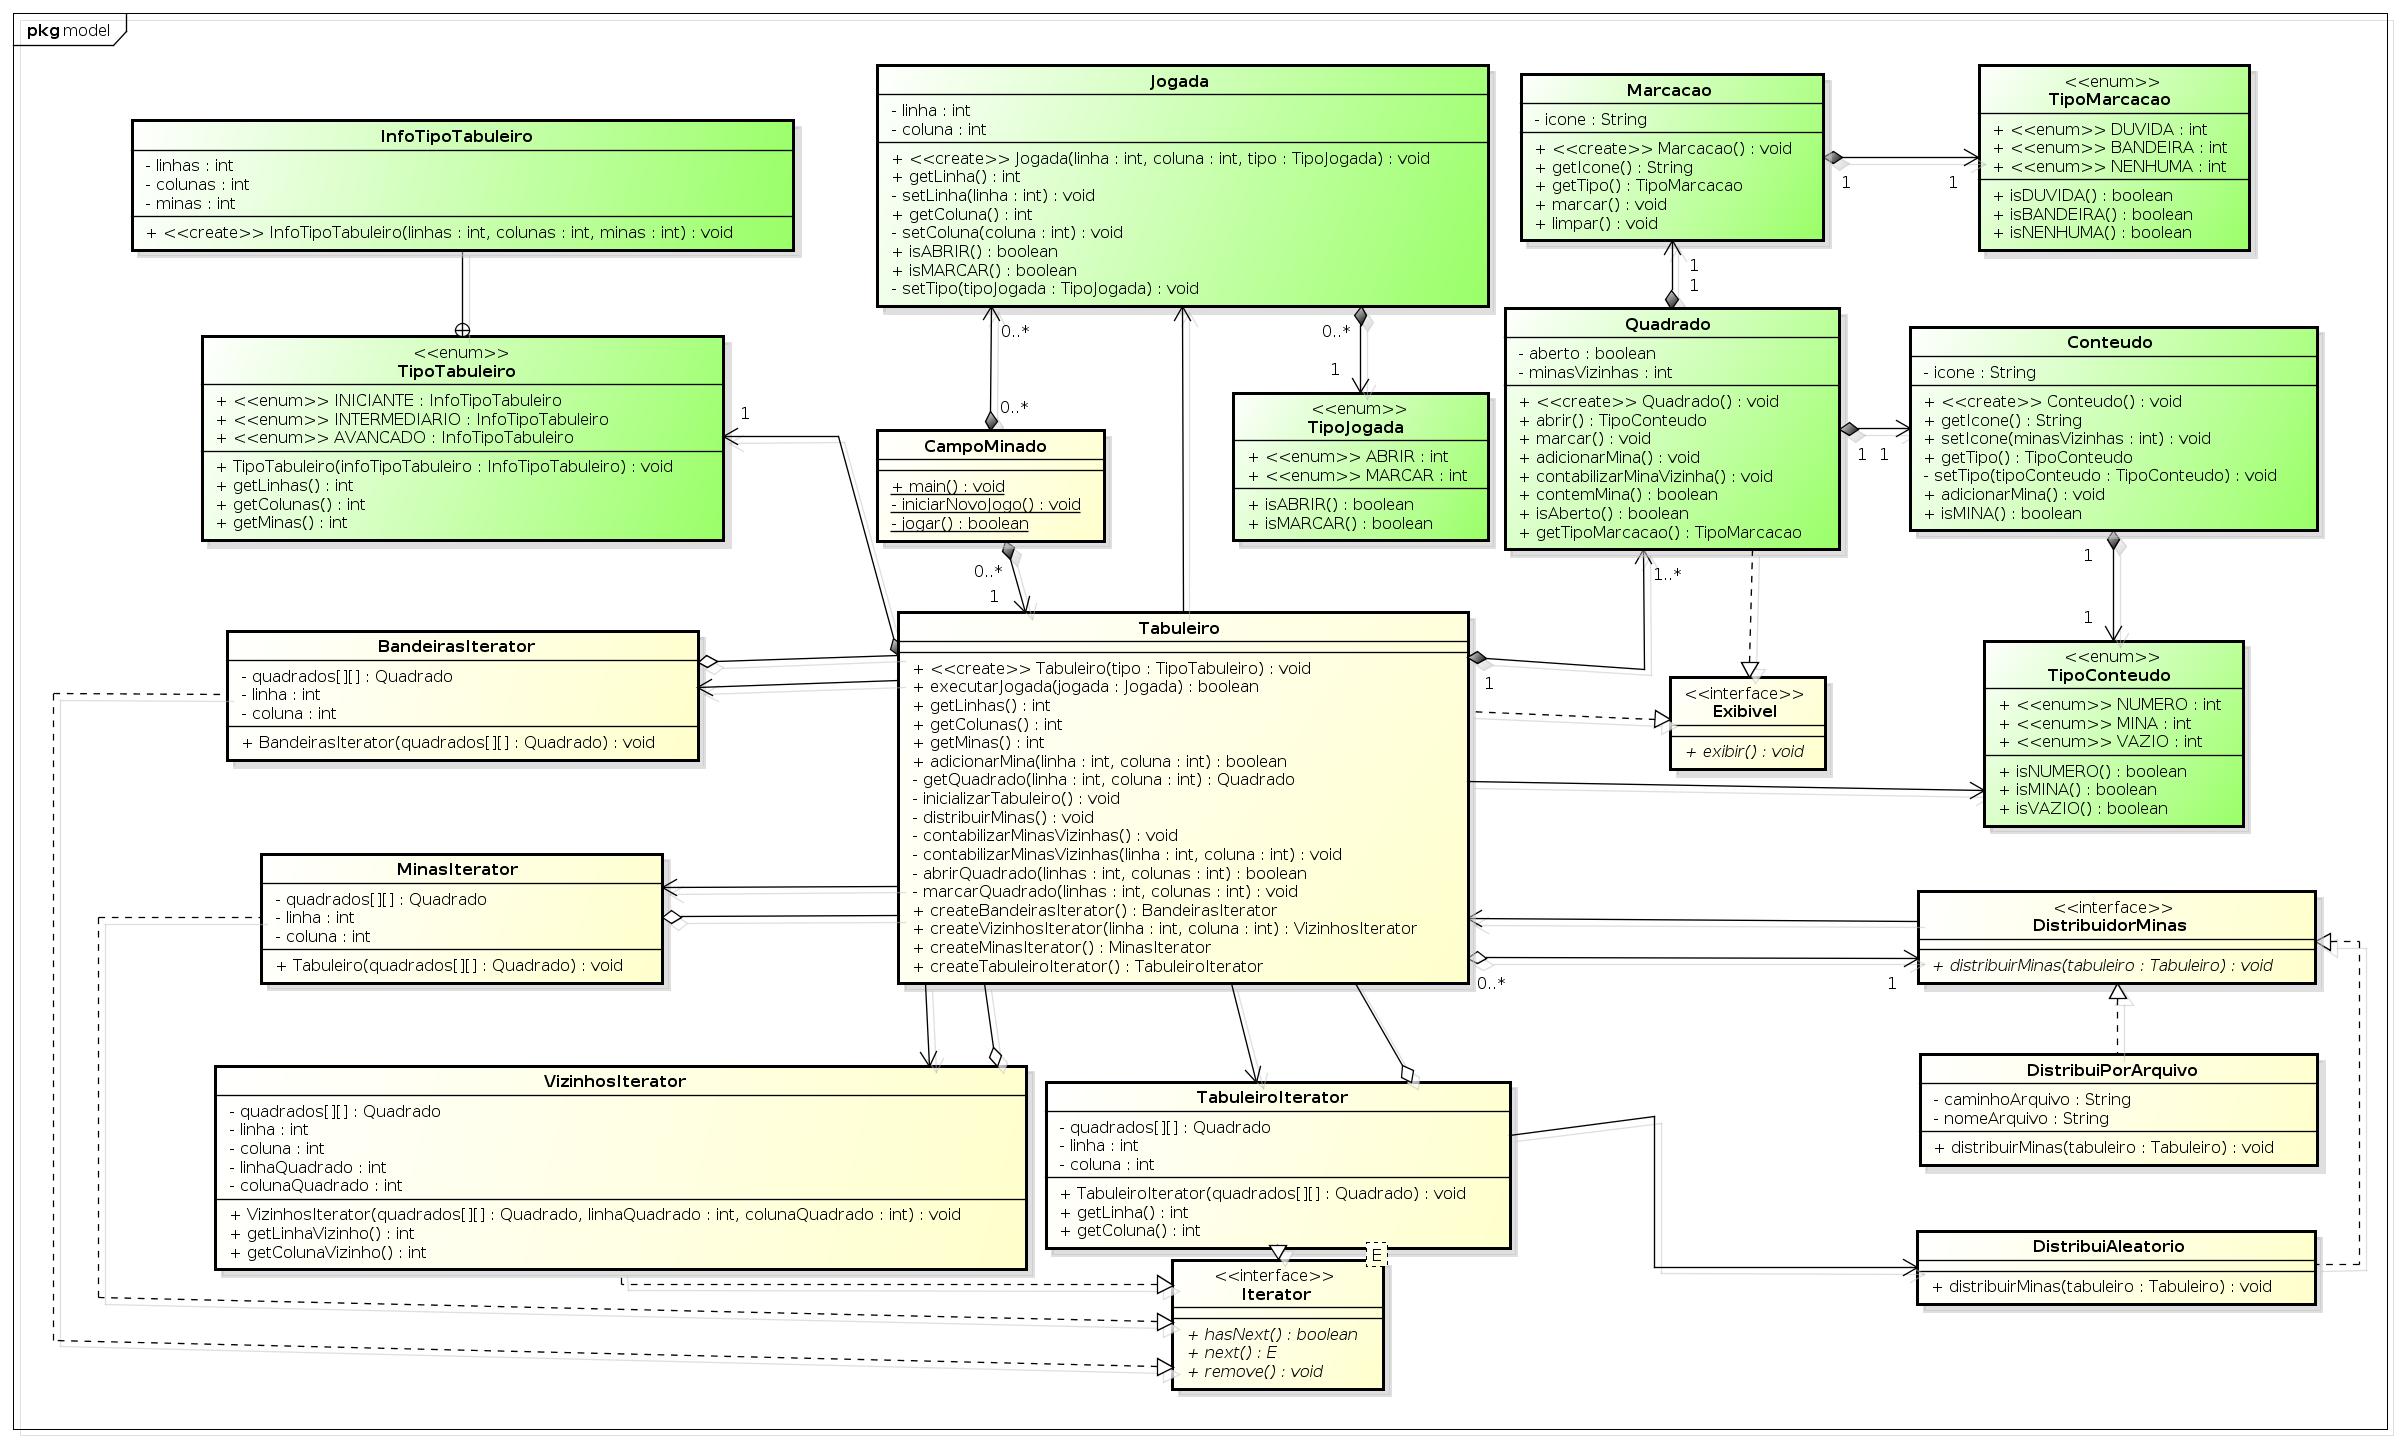 pkg model
InfoTipoTabuleiro
- linhas : int
- colunas : int
- minas : int
+ <<create>> InfoTipoTabuleiro(linhas : int, colunas : int, minas : int) : void
<<enum>>
TipoTabuleiro
+ <<enum>> INICIANTE : InfoTipoTabuleiro
+ <<enum>> INTERMEDIARIO : InfoTipoTabuleiro
+ <<enum>> AVANCADO : InfoTipoTabuleiro
+ TipoTabuleiro(infoTipoTabuleiro : InfoTipoTabuleiro) : void
+ getLinhas() : int
+ getColunas() : int
+ getMinas() : int
1
Jogada
- linha : int
- coluna : int
+ <<create>> Jogada(linha : int, coluna : int, tipo : TipoJogada) : void
+ getLinha() : int
- setLinha(linha : int) : void
+ getColuna() : int
- setColuna(coluna : int) : void
+ isABRIR() : boolean
+ isMARCAR() : boolean
- setTipo(tipoJogada : TipoJogada) : void
0..*
0..*
0..*
1
CampoMinado
+ main() : void
- iniciarNovoJogo() : void
- jogar() : boolean
0..*
1
<<enum>>
TipoJogada
+ <<enum>> ABRIR : int
+ <<enum>> MARCAR : int
+ isABRIR() : boolean
+ isMARCAR() : boolean
Marcacao
- icone : String
+ <<create>> Marcacao() : void
+ getIcone() : String
+ getTipo() : TipoMarcacao
+ marcar() : void
+ limpar() : void
1
1
<<enum>>
TipoMarcacao
+ <<enum>> DUVIDA : int
+ <<enum>> BANDEIRA : int
+ <<enum>> NENHUMA : int
+ isDUVIDA() : boolean
+ isBANDEIRA() : boolean
+ isNENHUMA() : boolean
1
1
Quadrado
- aberto : boolean
- minasVizinhas : int
+ <<create>> Quadrado() : void
+ abrir() : TipoConteudo
+ marcar() : void
+ adicionarMina() : void
+ contabilizarMinaVizinha() : void
+ contemMina() : boolean
+ isAberto() : boolean
+ getTipoMarcacao() : TipoMarcacao
1 1
1..*
Conteudo
- icone : String
+ <<create>> Conteudo() : void
+ getIcone() : String
+ setIcone(minasVizinhas : int) : void
+ getTipo() : TipoConteudo
- setTipo(tipoConteudo : TipoConteudo) : void
+ adicionarMina() : void
+ isMINA() : boolean
1
1
<<enum>>
TipoConteudo
+ <<enum>> NUMERO : int
+ <<enum>> MINA : int
+ <<enum>> VAZIO : int
+ isNUMERO() : boolean
+ isMINA() : boolean
+ isVAZIO() : boolean
<<interface>>
Exibivel
+ exibir() : void
BandeirasIterator
- quadrados[][] : Quadrado
- linha : int
- coluna : int
+ BandeirasIterator(quadrados[][] : Quadrado) : void
Tabuleiro
+ <<create>> Tabuleiro(tipo : TipoTabuleiro) : void
+ executarJogada(jogada : Jogada) : boolean
+ getLinhas() : int
+ getColunas() : int
+ getMinas() : int
+ adicionarMina(linha : int, coluna : int) : boolean
- getQuadrado(linha : int, coluna : int) : Quadrado
- inicializarTabuleiro() : void
- distribuirMinas() : void
- contabilizarMinasVizinhas() : void
- contabilizarMinasVizinhas(linha : int, coluna : int) : void
- abrirQuadrado(linhas : int, colunas : int) : boolean
- marcarQuadrado(linhas : int, colunas : int) : void
+ createBandeirasIterator() : BandeirasIterator
+ createVizinhosIterator(linha : int, coluna : int) : VizinhosIterator
+ createMinasIterator() : MinasIterator
+ createTabuleiroIterator() : TabuleiroIterator
1
0..*
1
MinasIterator
- quadrados[][] : Quadrado
- linha : int
- coluna : int
+ Tabuleiro(quadrados[][] : Quadrado) : void
<<interface>>
DistribuidorMinas
+ distribuirMinas(tabuleiro : Tabuleiro) : void
DistribuiPorArquivo
- caminhoArquivo : String
- nomeArquivo : String
+ distribuirMinas(tabuleiro : Tabuleiro) : void
DistribuiAleatorio
+ distribuirMinas(tabuleiro : Tabuleiro) : void
VizinhosIterator
- quadrados[][] : Quadrado
- linha : int
- coluna : int
- linhaQuadrado : int
- colunaQuadrado : int
+ VizinhosIterator(quadrados[][] : Quadrado, linhaQuadrado : int, colunaQuadrado : int) : void
+ getLinhaVizinho() : int
+ getColunaVizinho() : int
TabuleiroIterator
- quadrados[][] : Quadrado
- linha : int
- coluna : int
+ TabuleiroIterator(quadrados[][] : Quadrado) : void
+ getLinha() : int
+ getColuna() : int
E
<<interface>>
Iterator
+ hasNext() : boolean
+ next() : E
+ remove() : void